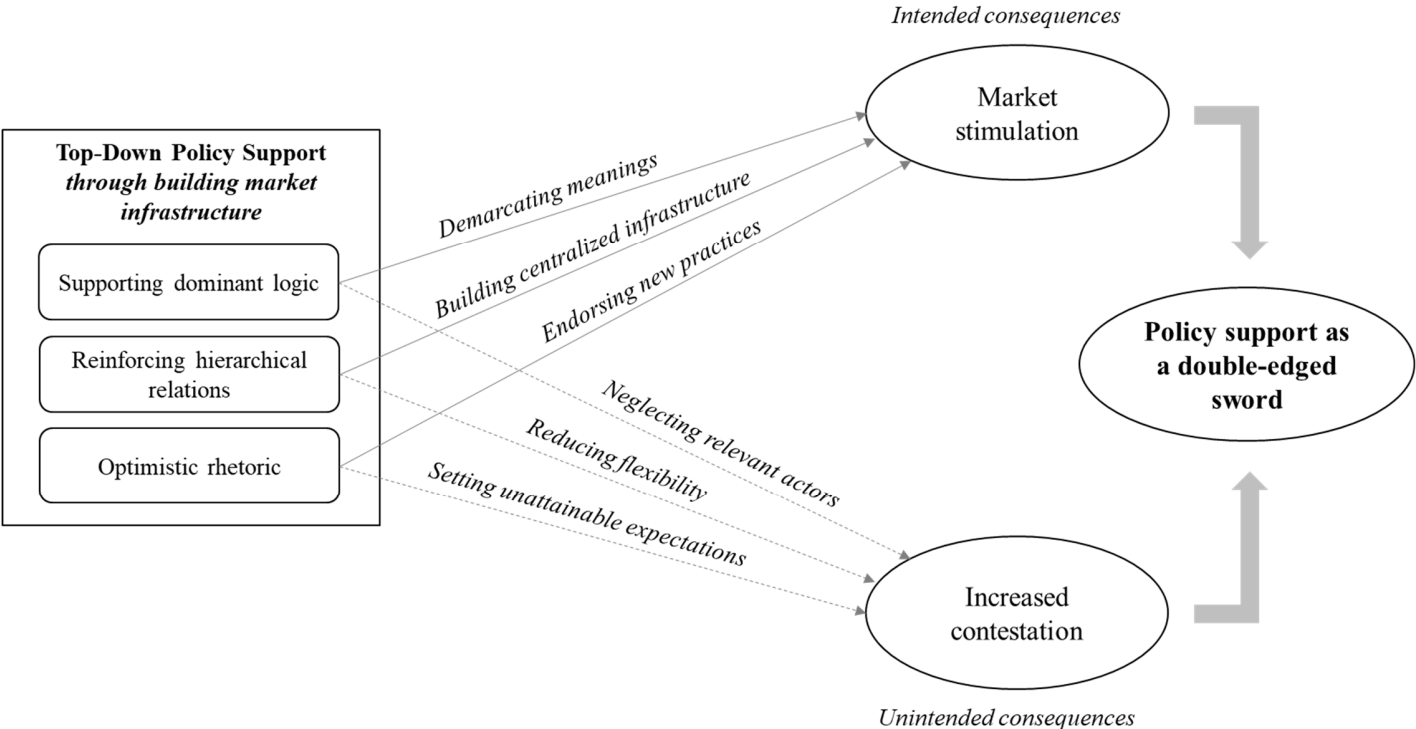 Intended consequences
Market
stimulation
Top-Down Policy Support
through building market
infrastructure
Supporting dominant logic
Reinforcing hierarchical
relations
Optimistic rhetoric
Demarcating meanings
Building centralized infrastructure
Endorsing new practices
Neglecting relevant actors
Reducing flexibility
Setting unattainable expectations
Policy support as
a double-edged
sword
Increased
contestation
Unintended consequences